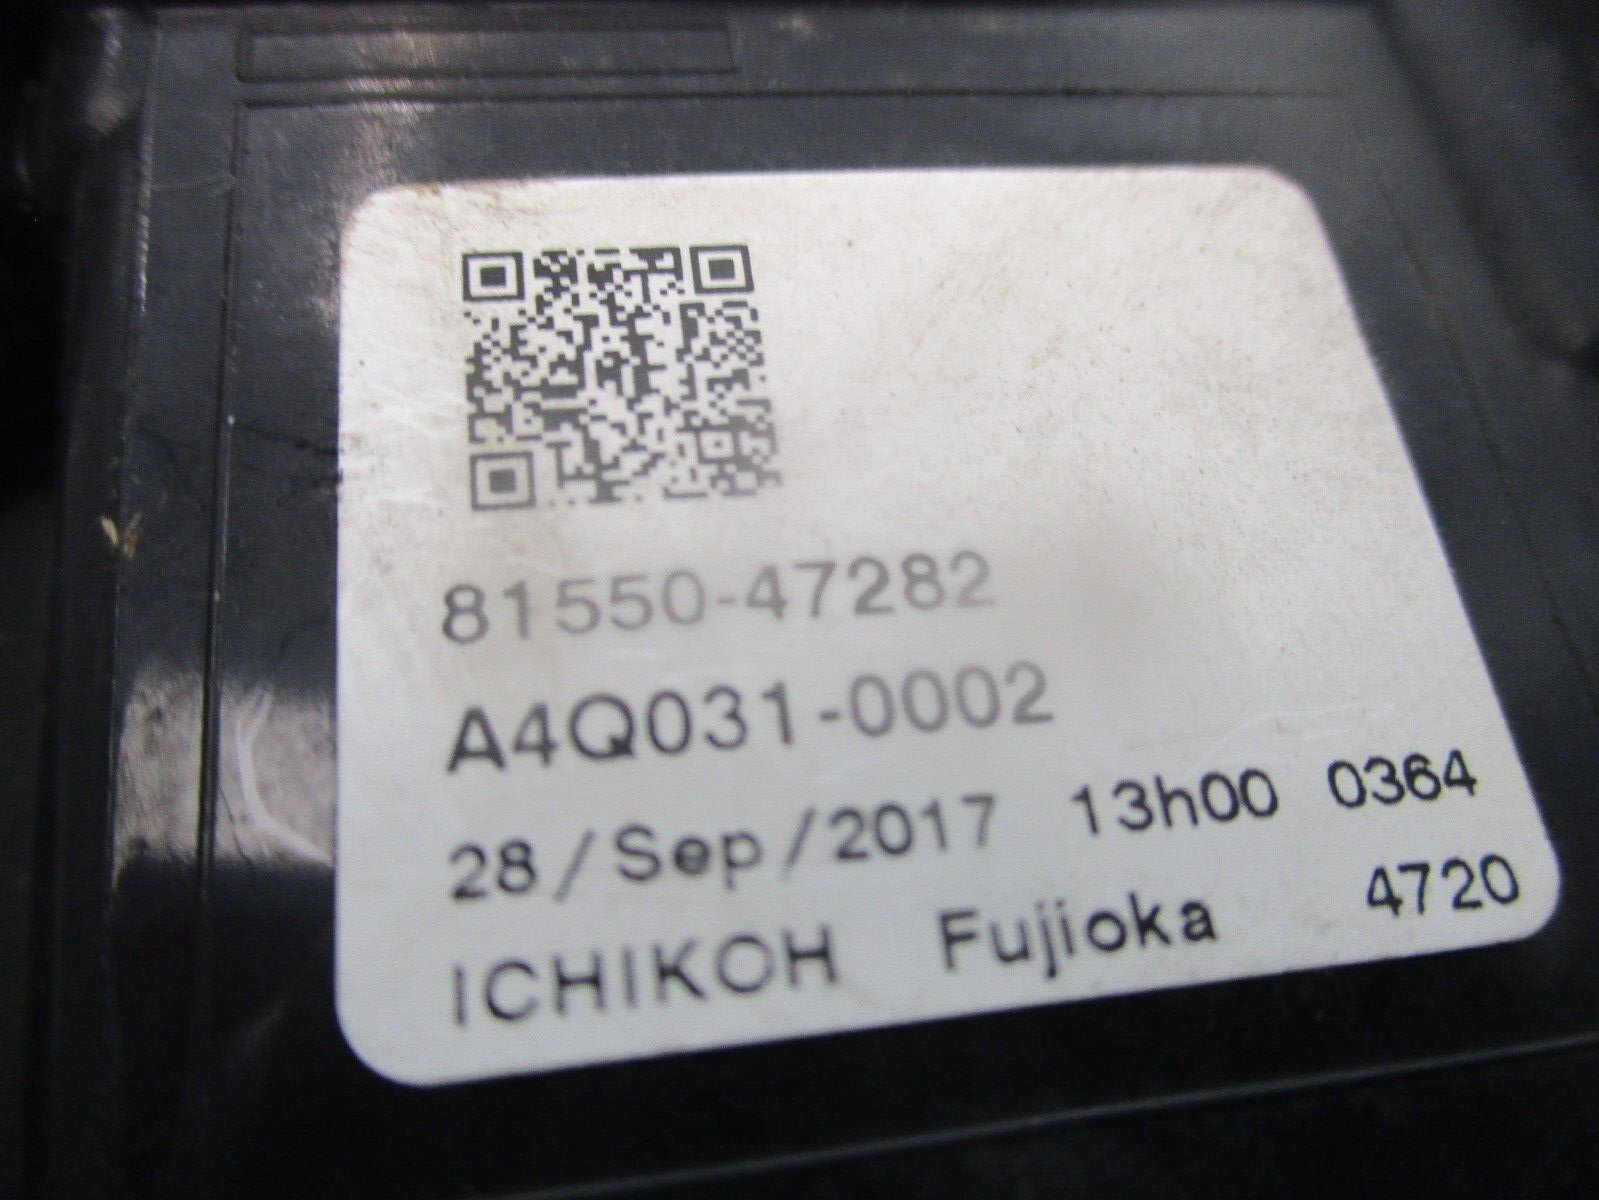 81550-47282
A4Q031-0002
28/Sep/2017 13h00 0364
ICHIKOH Fujioka 4720